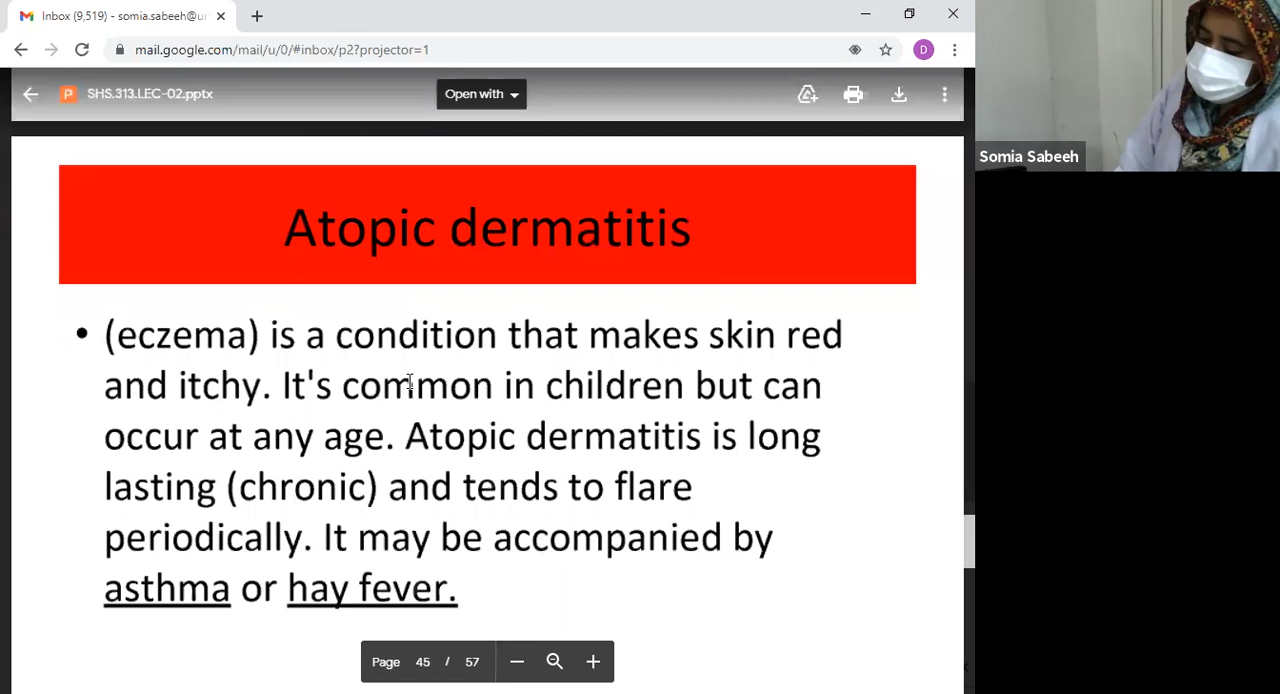 Inbox (9,519) - somia.sabeeh@u
mail.google.com/mail/u/0/#inbox/p2?projector=1
D
P SHS.313.LEC-02.pptx
Open with
Somia Sabeeh
Atopic dermatitis
• (eczema) is a condition that makes skin red
and itchy. It's common in children but can
occur at any age. Atopic dermatitis is long
lasting (chronic) and tends to flare
periodically. It may be accompanied by
asthma or hay fever.
Page 45 / 57